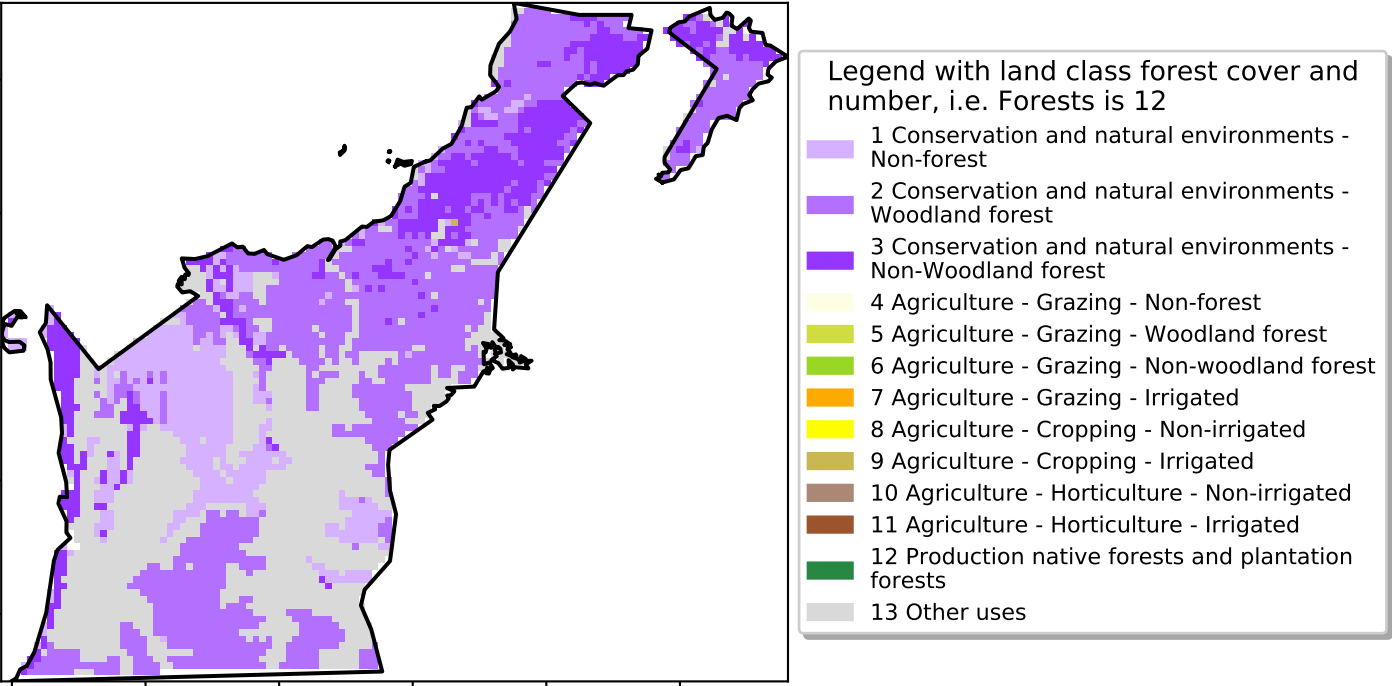 Legend with land class forest cover and
number, i.e. Forests is 12
1 Conservation and natural environments -
Non-forest
2 Conservation and natural environments -
Woodland forest
3 Conservation and natural environments -
Non-Woodland forest
4 Agriculture - Grazing - Non-forest
5 Agriculture - Grazing - Woodland forest
6 Agriculture - Grazing - Non-woodland forest
7 Agriculture - Grazing - Irrigated
8 Agriculture - Cropping - Non-irrigated
9 Agriculture - Cropping - Irrigated
10 Agriculture - Horticulture - Non-irrigated
11 Agriculture - Horticulture - Irrigated
12 Production native forests and plantation
forests
13 Other uses